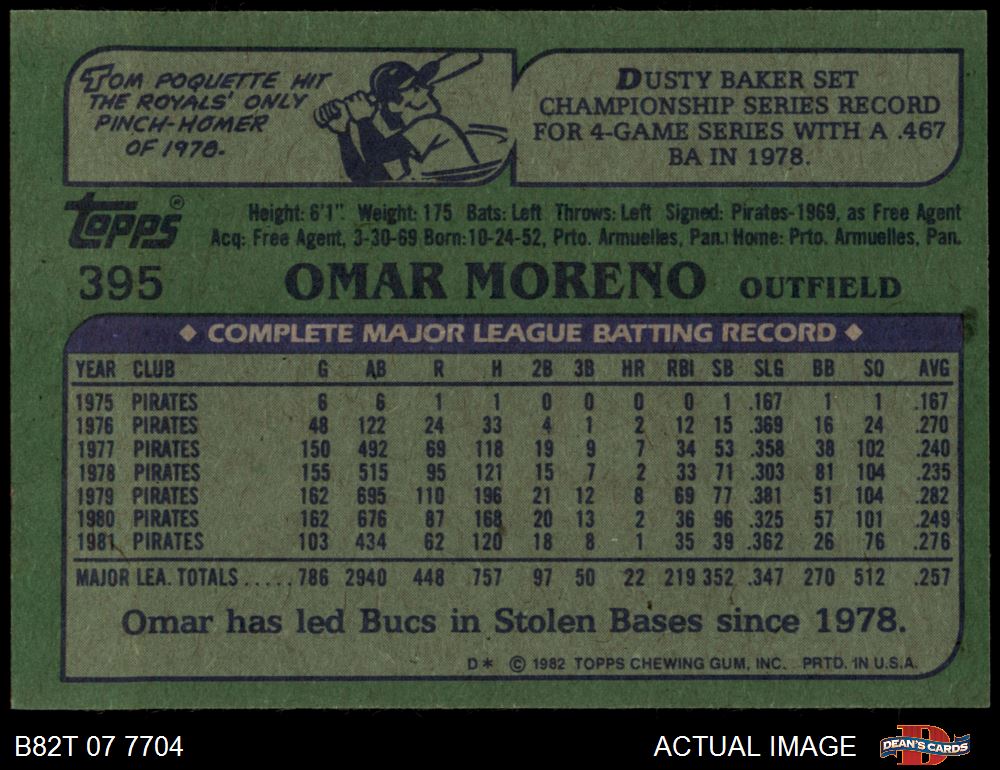 TOM POQUETTE HIT
THE ROYALS' ONLY
PINCH-HOMER
OF 1978.
DUSTY BAKER SET
CHAMPIONSHIP SERIES RECORD
FOR 4-GAME SERIES WITH A .467
BA IN 1978.
Topps®
Height: 6'1" Weight: 175 Bats: Left Throws: Left Signed: Pirates-1969, as Free Agent
Acq: Free Agent, 3-30-69 Born: 10-24-52, Prto. Armuelles, Pan. Home: Prto. Armuelles, Pan.
395 OMAR MORENO OUTFIELD
◆ COMPLETE MAJOR LEAGUE BATTING RECORD ◆
YEAR CLUB G AB R H 2B 3B HR RBI SB SLG BB SO AVG
1975 PIRATES 6 6 1 1 0 0 0 0 1 .167 1 1 .167
1976 PIRATES 48 122 24 33 4 1 2 12 15 .369 16 24 .270
1977 PIRATES 150 492 69 118 19 9 7 34 53 .358 38 102 .240
1978 PIRATES 155 515 95 121 15 7 2 33 71 .303 81 104 .235
1979 PIRATES 162 695 110 196 21 12 8 69 77 .381 51 104 .282
1980 PIRATES 162 676 87 168 20 13 2 36 96 .325 57 101 .249
1981 PIRATES 103 434 62 120 18 8 1 35 39 .362 26 76 .276
MAJOR LEA. TOTALS ..... 786 2940 448 757 97 50 22 219 352 .347 270 512 .257
Omar has led Bucs in Stolen Bases since 1978.
D* © 1982 TOPPS CHEWING GUM, INC. PRTD. IN U.S.A.
B82T 07 7704 ACTUAL IMAGE DEAN'S CARDS